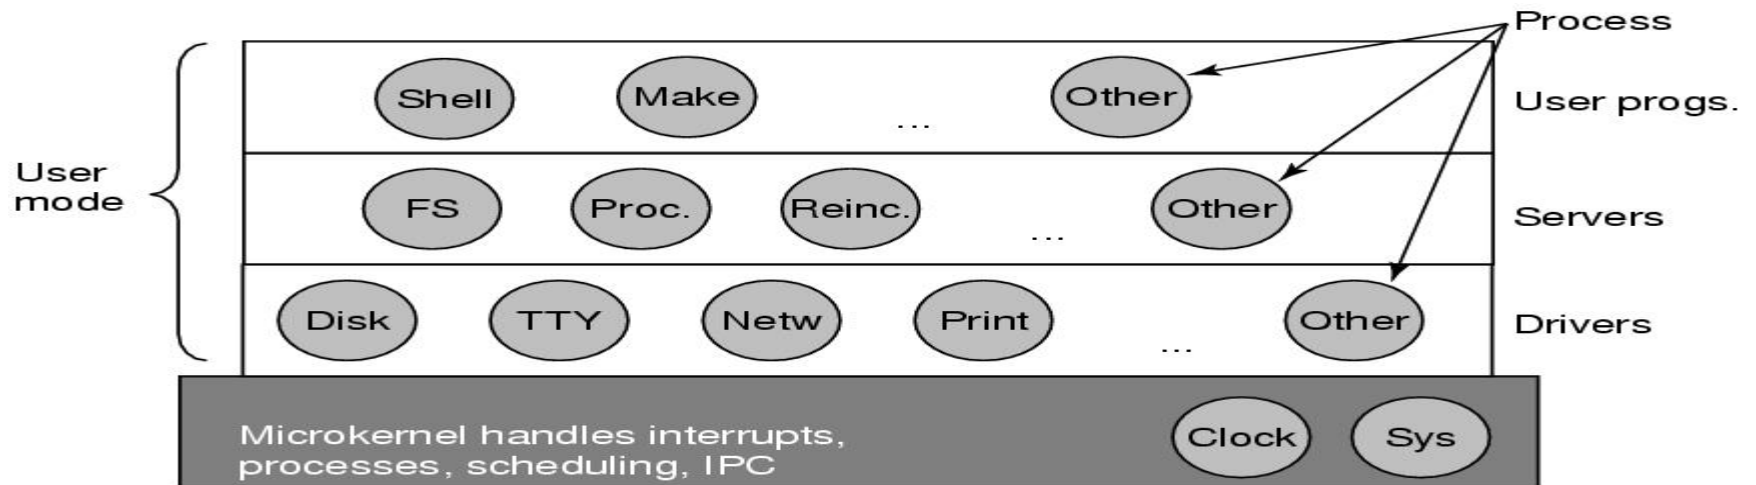 Process
Shell
Make
...
Other
User progs.
User
mode
FS
Proc.
Reinc.
...
Other
Servers
Disk
TTY
Netw
Print
...
Other
Drivers
Microkernel handles interrupts,
processes, scheduling, IPC
Clock
Sys